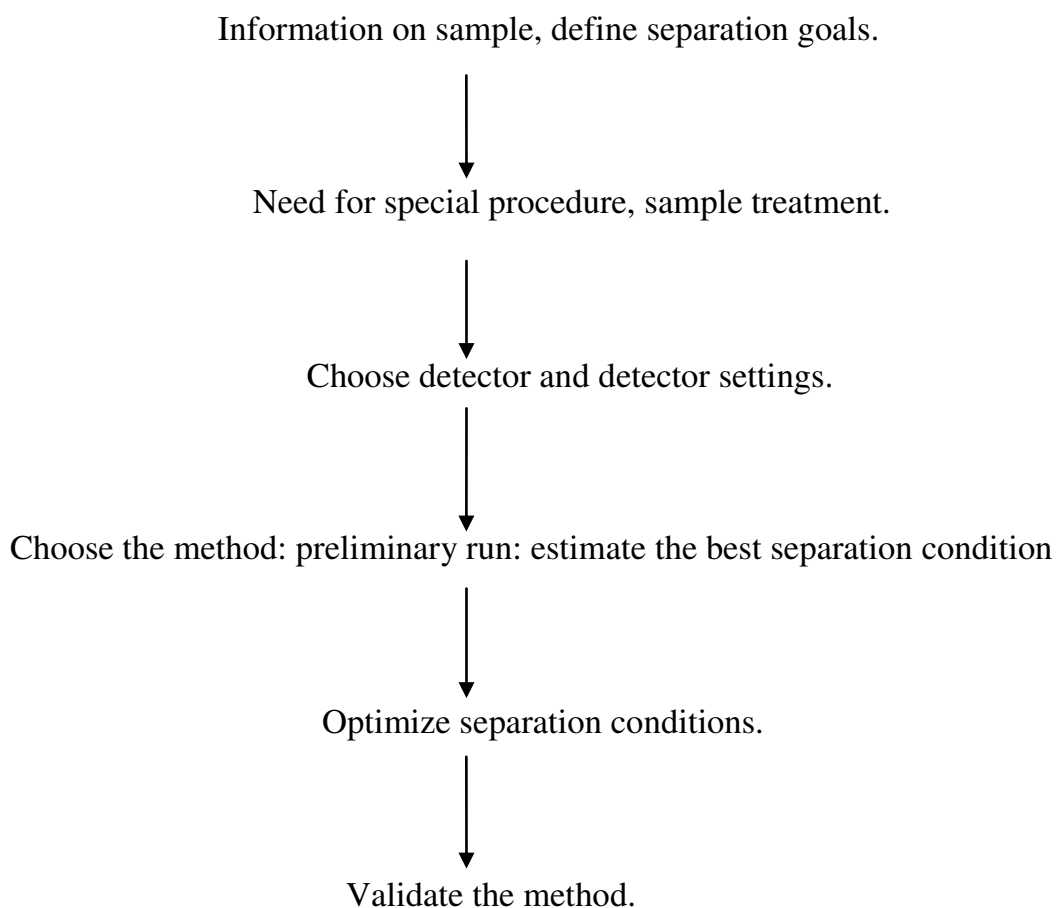 Information on sample, define separation goals.
Need for special procedure, sample treatment.
Choose detector and detector settings.
Choose the method: preliminary run: estimate the best separation condition
Optimize separation conditions.
Validate the method.